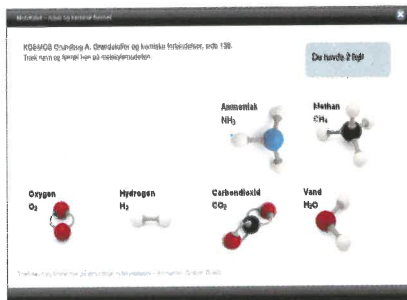 KOSMOS Grundbog A. Grundstoffer og kemiske forbindelser, side 138.
Træk navn og formel hen på molekylemodellen.
Du havde 2 fejl
Ammoniak
NH₃
Methan
CH₄
Oxygen
O₂
Hydrogen
H₂
Carbondioxid
CO₂
Vand
H₂O